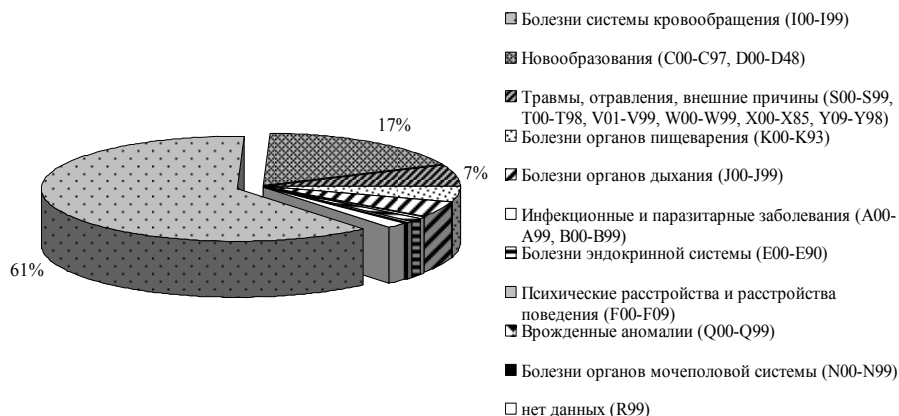 17%
7%
61%
Болезни системы кровообращения (I00-I99)
Новообразования (C00-C97, D00-D48)
Травмы, отравления, внешние причины (S00-S99,
T00-T98, V01-V99, W00-W99, X00-X85, Y09-Y98)
Болезни органов пищеварения (K00-K93)
Болезни органов дыхания (J00-J99)
Инфекционные и паразитарные заболевания (A00-
A99, B00-B99)
Болезни эндокринной системы (E00-E90)
Психические расстройства и расстройства
поведения (F00-F09)
Врожденные аномалии (Q00-Q99)
Болезни органов мочеполовой системы (N00-N99)
нет данных (R99)